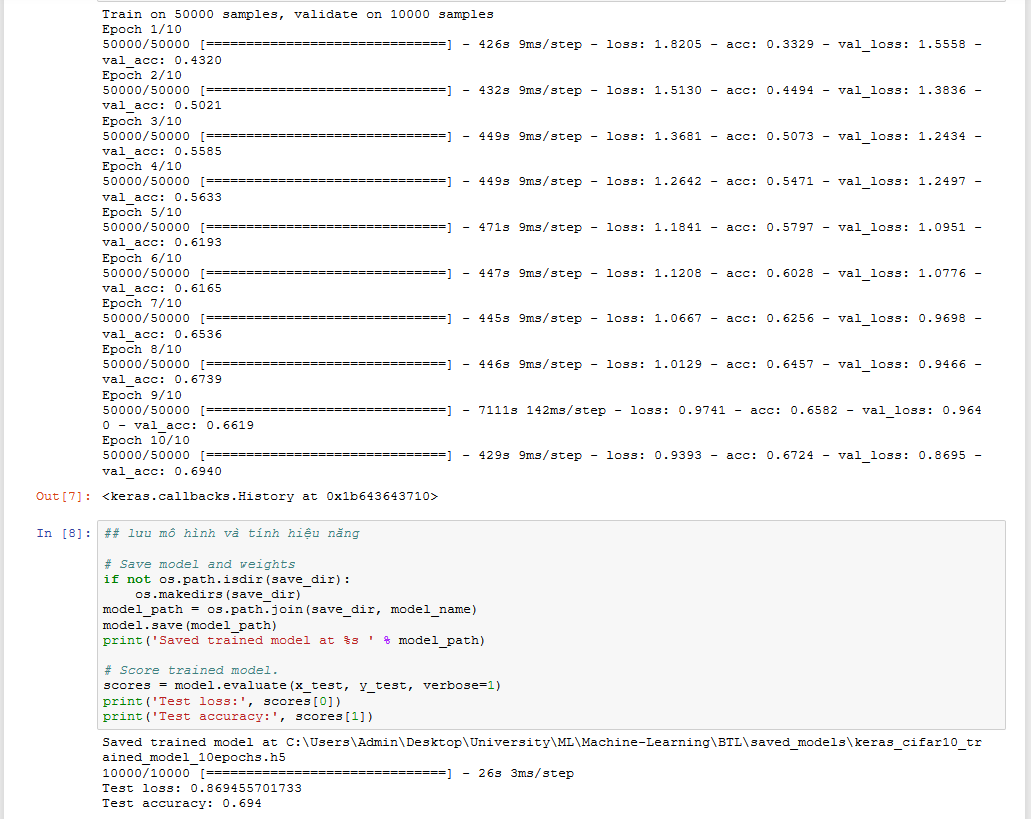 Train on 50000 samples, validate on 10000 samples
Epoch 1/10
50000/50000 [==============================] - 426s 9ms/step - loss: 1.8205 - acc: 0.3329 - val_loss: 1.5558 -
val_acc: 0.4320
Epoch 2/10
50000/50000 [==============================] - 432s 9ms/step - loss: 1.5130 - acc: 0.4494 - val_loss: 1.3836 -
val_acc: 0.5021
Epoch 3/10
50000/50000 [==============================] - 449s 9ms/step - loss: 1.3681 - acc: 0.5073 - val_loss: 1.2434 -
val_acc: 0.5585
Epoch 4/10
50000/50000 [==============================] - 449s 9ms/step - loss: 1.2642 - acc: 0.5471 - val_loss: 1.2497 -
val_acc: 0.5633
Epoch 5/10
50000/50000 [==============================] - 471s 9ms/step - loss: 1.1841 - acc: 0.5797 - val_loss: 1.0951 -
val_acc: 0.6193
Epoch 6/10
50000/50000 [==============================] - 447s 9ms/step - loss: 1.1208 - acc: 0.6028 - val_loss: 1.0776 -
val_acc: 0.6165
Epoch 7/10
50000/50000 [==============================] - 445s 9ms/step - loss: 1.0667 - acc: 0.6256 - val_loss: 0.9698 -
val_acc: 0.6536
Epoch 8/10
50000/50000 [==============================] - 446s 9ms/step - loss: 1.0129 - acc: 0.6457 - val_loss: 0.9466 -
val_acc: 0.6739
Epoch 9/10
50000/50000 [==============================] - 7111s 142ms/step - loss: 0.9741 - acc: 0.6582 - val_loss: 0.964
0 - val_acc: 0.6619
Epoch 10/10
50000/50000 [==============================] - 429s 9ms/step - loss: 0.9393 - acc: 0.6724 - val_loss: 0.8695 -
val_acc: 0.6940
Out[7]: <keras.callbacks.History at 0x1b643643710>
In [8]: ## lưu mô hình và tính hiệu năng
# Save model and weights
if not os.path.isdir(save_dir):
    os.makedirs(save_dir)
model_path = os.path.join(save_dir, model_name)
model.save(model_path)
print('Saved trained model at %s ' % model_path)
# Score trained model.
scores = model.evaluate(x_test, y_test, verbose=1)
print('Test loss:', scores[0])
print('Test accuracy:', scores[1])
Saved trained model at C:\Users\Admin\Desktop\University\ML\Machine-Learning\BTL\saved_models\keras_cifar10_tr
ained_model_10epochs.h5
10000/10000 [==============================] - 26s 3ms/step
Test loss: 0.869455701733
Test accuracy: 0.694